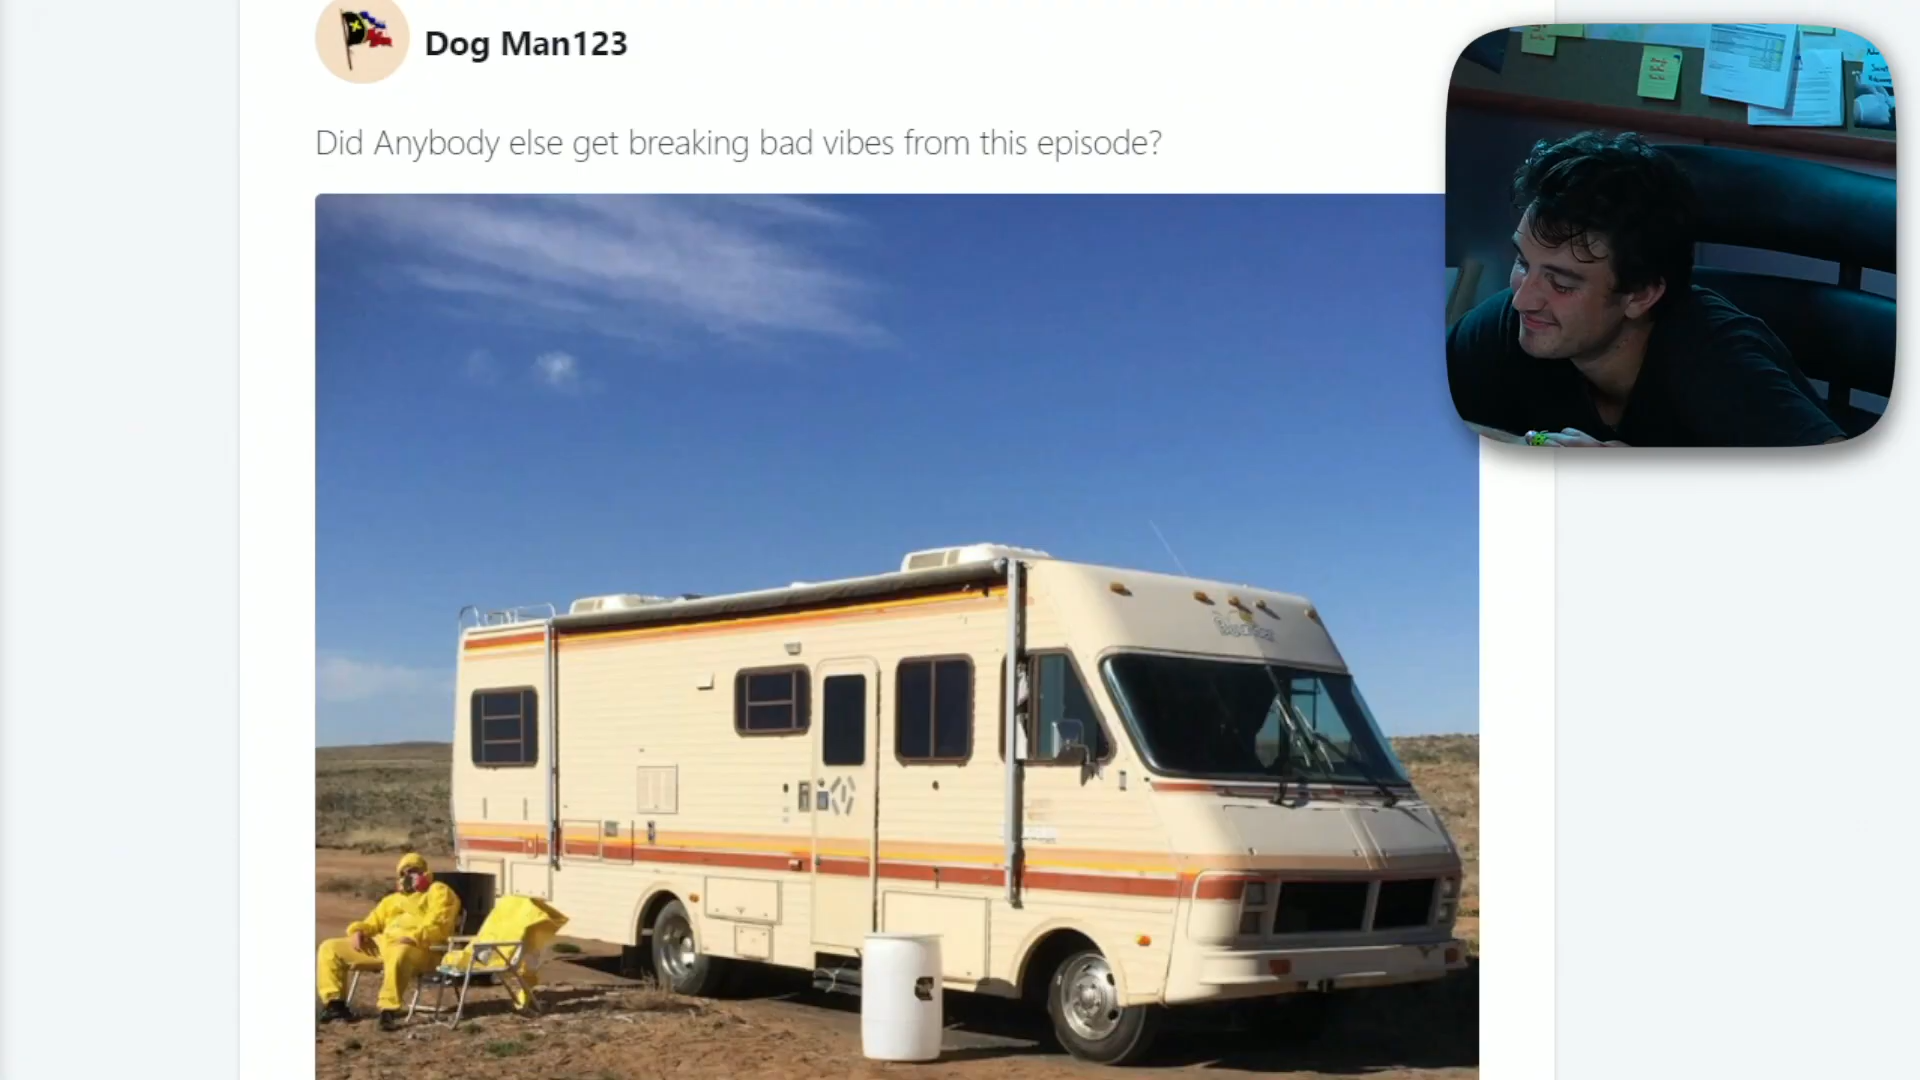 Dog Man123
Did Anybody else get breaking bad vibes from this episode?